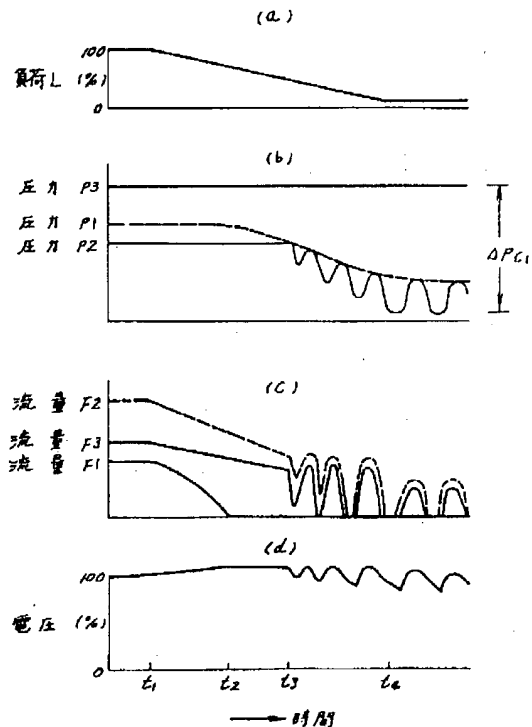 (a)
100
負荷L (%)
0
(b)
圧力 P3
圧力 P1
圧力 P2
ΔPC1
(c)
流量 F2
流量 F3
流量 F1
(d)
100
電圧 (%)
0
t1 t2 t3 t4
→ 時間